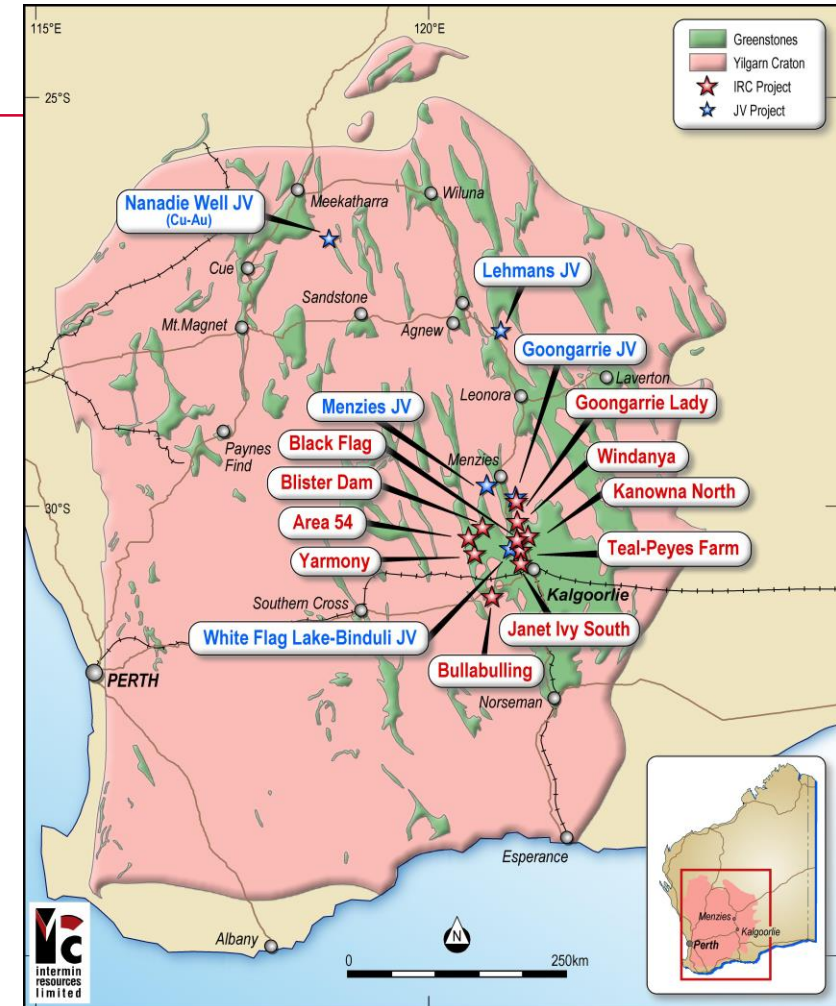 115°E
120°E
25°S
30°S
Greenstones
Yilgarn Craton
IRC Project
JV Project
Nanadie Well JV
(Cu-Au)
Meekatharra
Wiluna
Cue
Lehmans JV
Sandstone
Mt.Magnet
Agnew
Goongarrie JV
Laverton
Leonora
Menzies JV
Goongarrie Lady
Black Flag
Paynes
Find
Menzies
Windanya
Blister Dam
Kanowna North
Area 54
Teal-Peyes Farm
Yarmony
Kalgoorlie
Southern Cross
White Flag Lake-Binduli JV
Janet Ivy South
Bullabulling
PERTH
Norseman
Esperance
Albany
N
0
250km
intermin
resources
limited
Menzies
Kalgoorlie
Perth